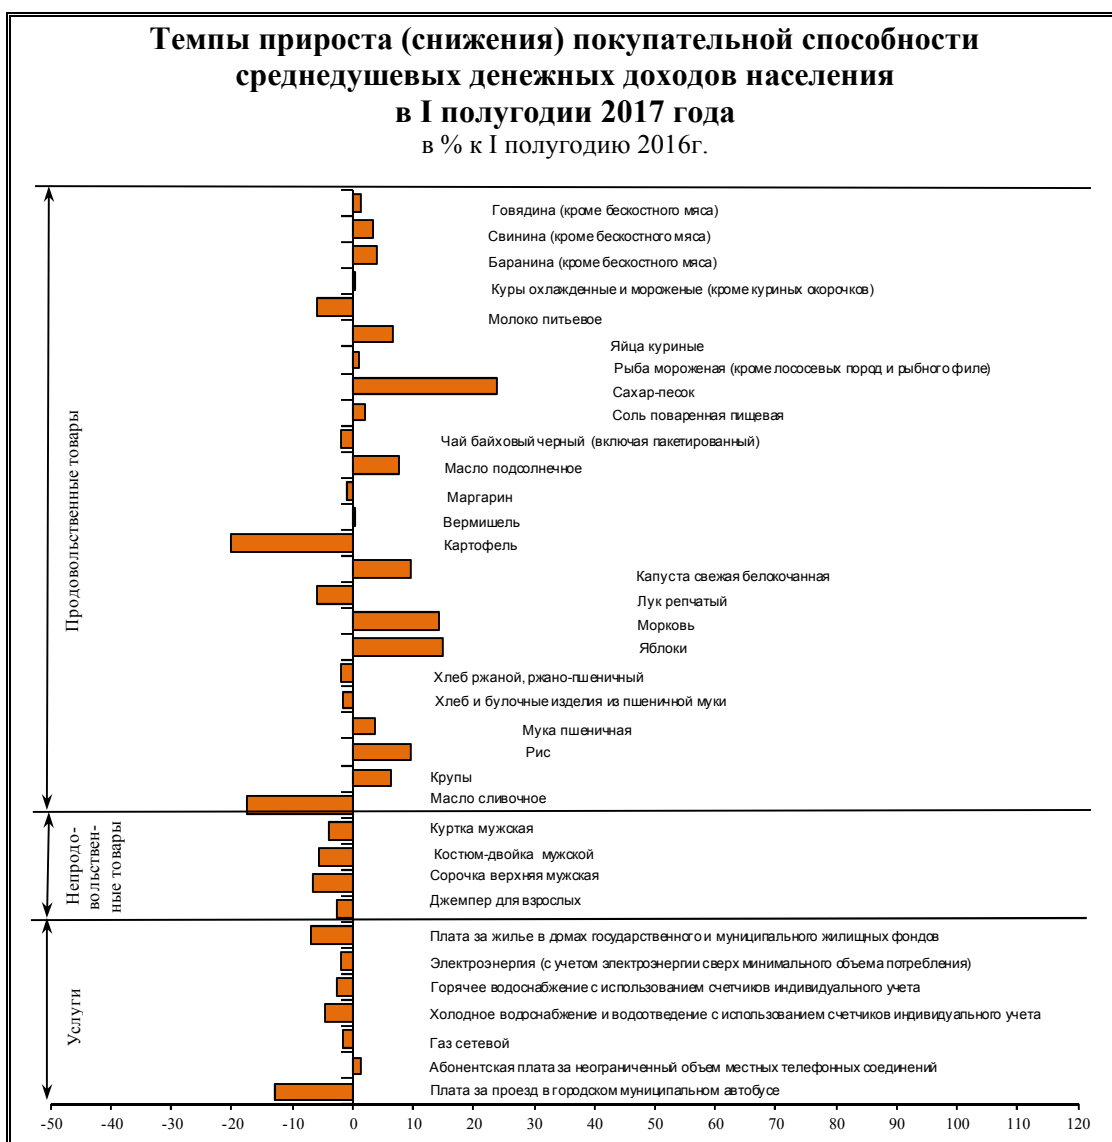 Темпы прироста (снижения) покупательной способности
среднедушевых денежных доходов населения
в I полугодии 2017 года
в % к I полугодию 2016г.
Продовольственные товары
Говядина (кроме бескостного мяса)
Свинина (кроме бескостного мяса)
Баранина (кроме бескостного мяса)
Куры охлажденные и мороженые (кроме куриных окорочков)
Молоко питьевое
Яйца куриные
Рыба мороженая (кроме лососевых пород и рыбного филе)
Сахар-песок
Соль поваренная пищевая
Чай байховый черный (включая пакетированный)
Масло подсолнечное
Маргарин
Вермишель
Картофель
Капуста свежая белокочанная
Лук репчатый
Морковь
Яблоки
Хлеб ржаной, ржано-пшеничный
Хлеб и булочные изделия из пшеничной муки
Мука пшеничная
Рис
Крупы
Масло сливочное
Непродо-
вольствен-
ные товары
Куртка мужская
Костюм-двойка мужской
Сорочка верхняя мужская
Джемпер для взрослых
Услуги
Плата за жилье в домах государственного и муниципального жилищных фондов
Электроэнергия (с учетом электроэнергии сверх минимального объема потребления)
Горячее водоснабжение с использованием счетчиков индивидуального учета
Холодное водоснабжение и водоотведение с использованием счетчиков индивидуального учета
Газ сетевой
Абонентская плата за неограниченный объем местных телефонных соединений
Плата за проезд в городском муниципальном автобусе
-50 -40 -30 -20 -10 0 10 20 30 40 50 60 70 80 90 100 110 120